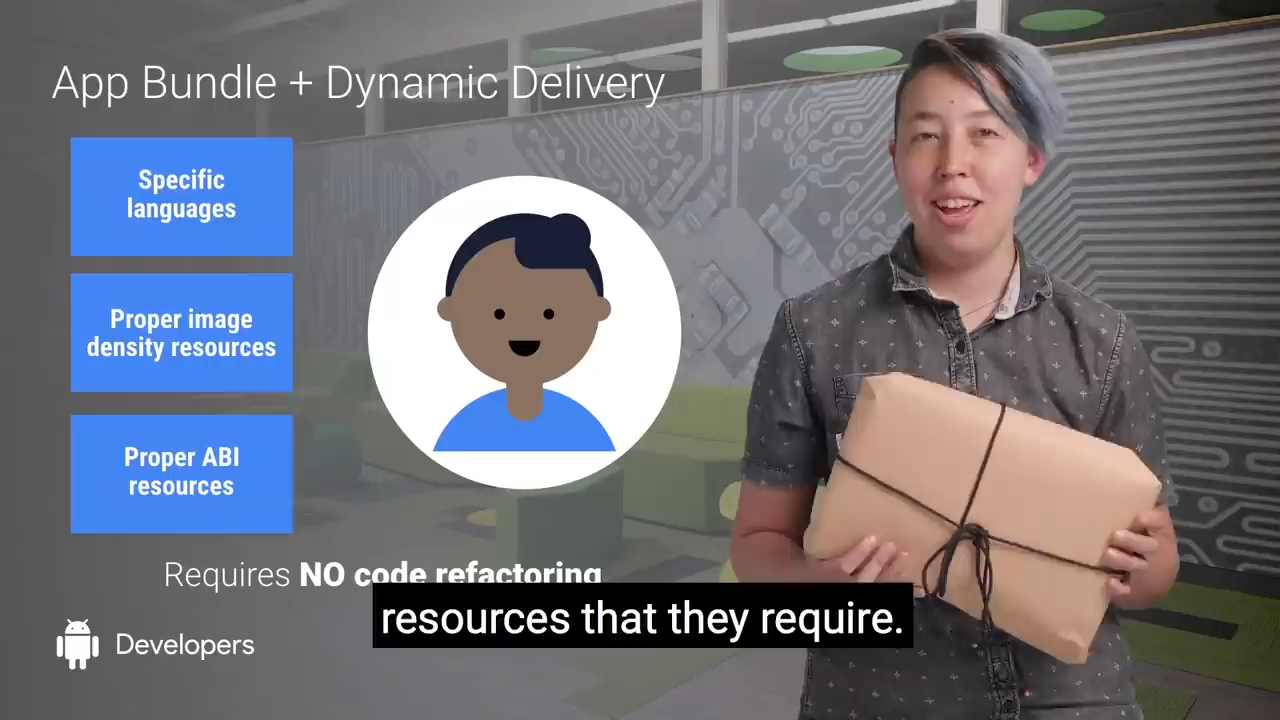 App Bundle + Dynamic Delivery
Specific
languages
Proper image
density resources
Proper ABI
resources
Requires NO code refactoring
resources that they require.
Developers